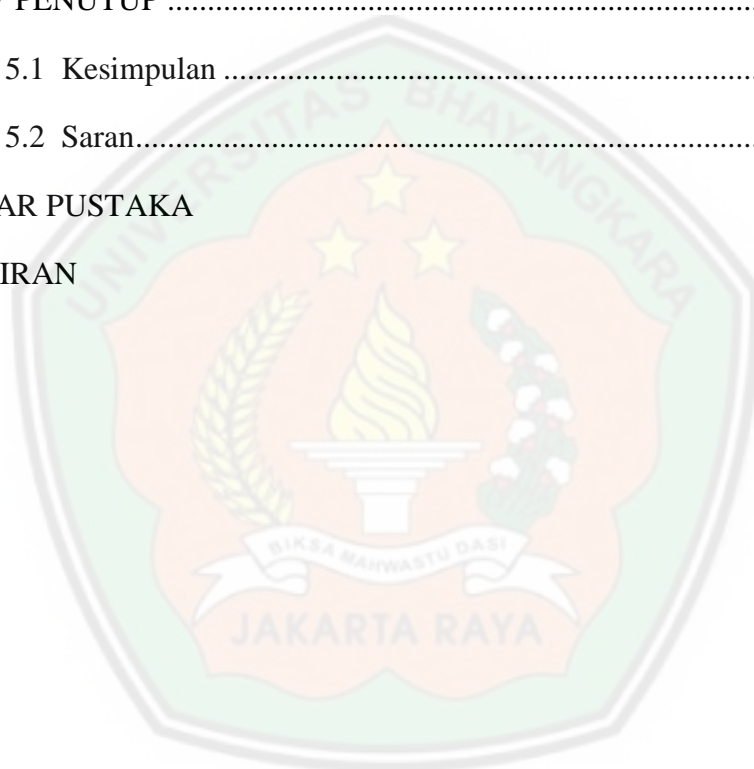 PENUTUP ........................................................................
5.1 Kesimpulan .................................................................
5.2 Saran............................................................................
AR PUSTAKA
IRAN
UNIVERSITAS BHAYANGKARA
BIKSA MAHWASTU DASI
JAKARTA RAYA